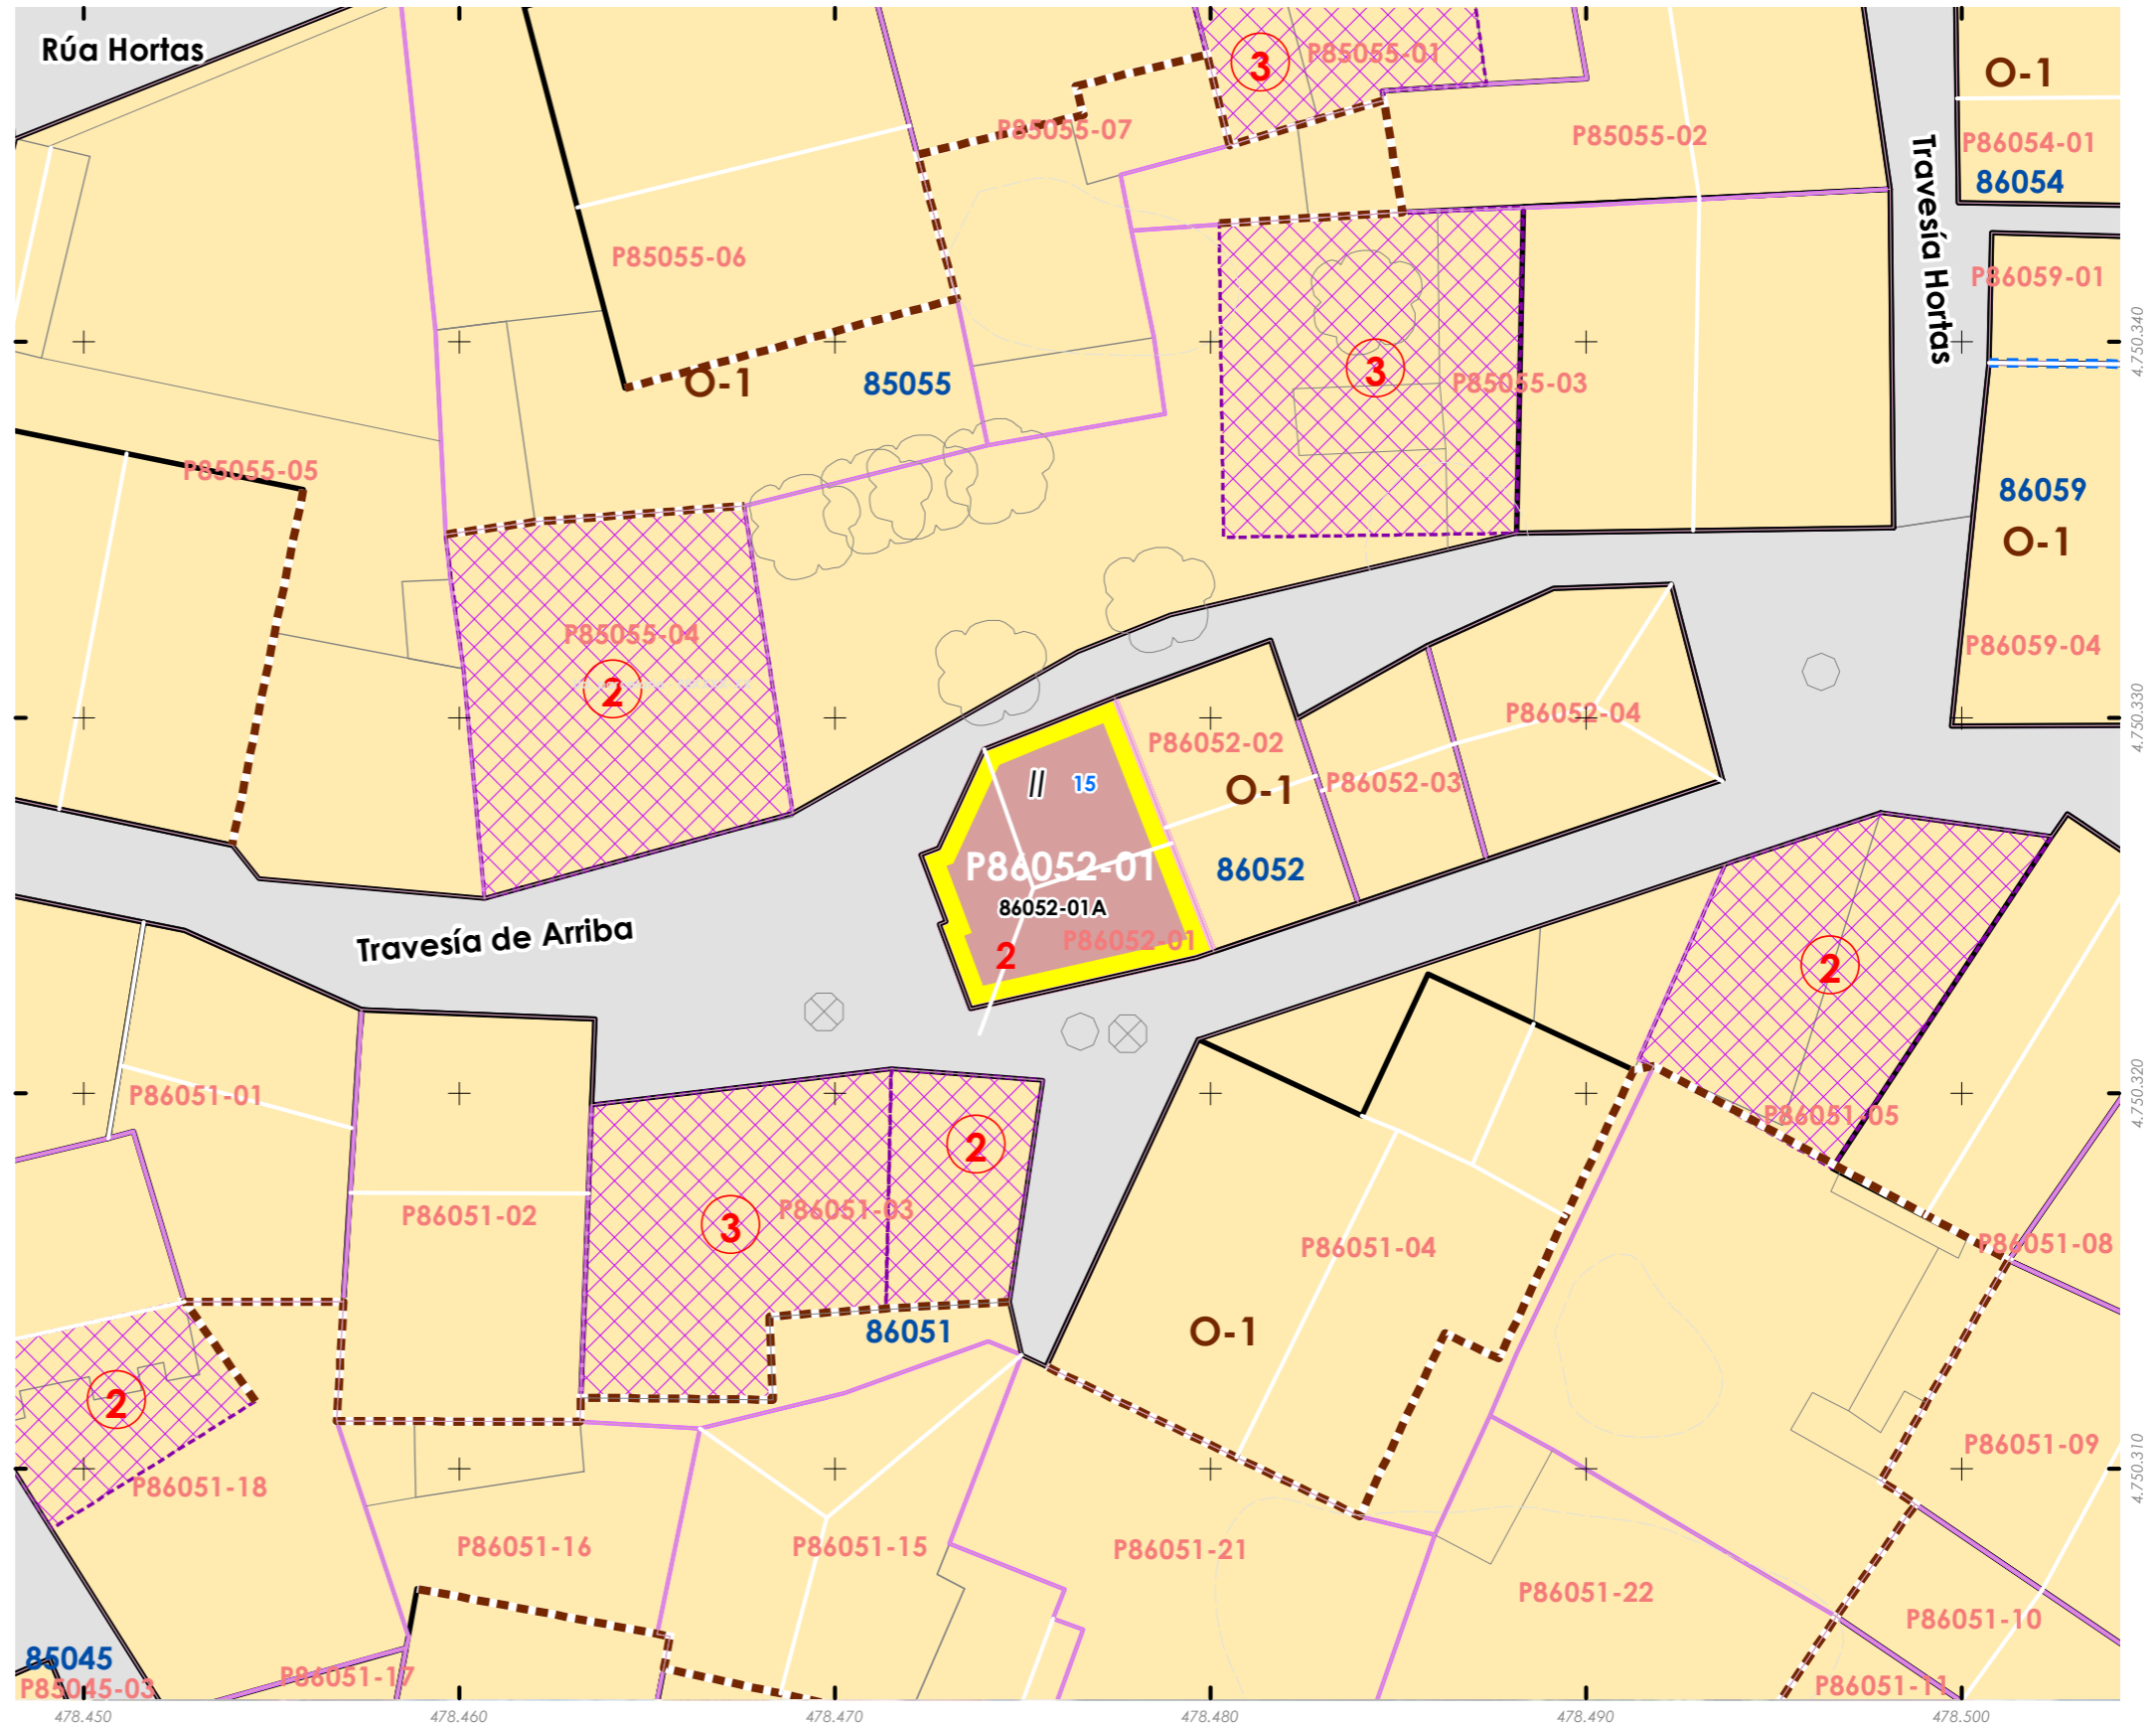 Rúa Hortas
3
P85055-01
O-1
P85055-07
P85055-02
P86054-01
86054
Travesía Hortas
P85055-06
P86059-01
4.750.340
O-1
85055
3
P85055-03
P85055-05
86059
O-1
P85055-04
2
P86059-04
4.750.330
P86052-02
P86052-04
II
15
O-1
P86052-03
P86052-01
86052
86052-01A
2
P86052-01
Travesía de Arriba
2
P86051-01
4.750.320
P86051-05
2
P86051-02
3
P86051-03
P86051-04
P86051-08
O-1
86051
2
P86051-18
P86051-09
4.750.310
P86051-16
P86051-15
P86051-21
P86051-22
P86051-10
85045
P85045-03
P86051-17
P86051-11
478.450
478.460
478.470
478.480
478.490
478.500